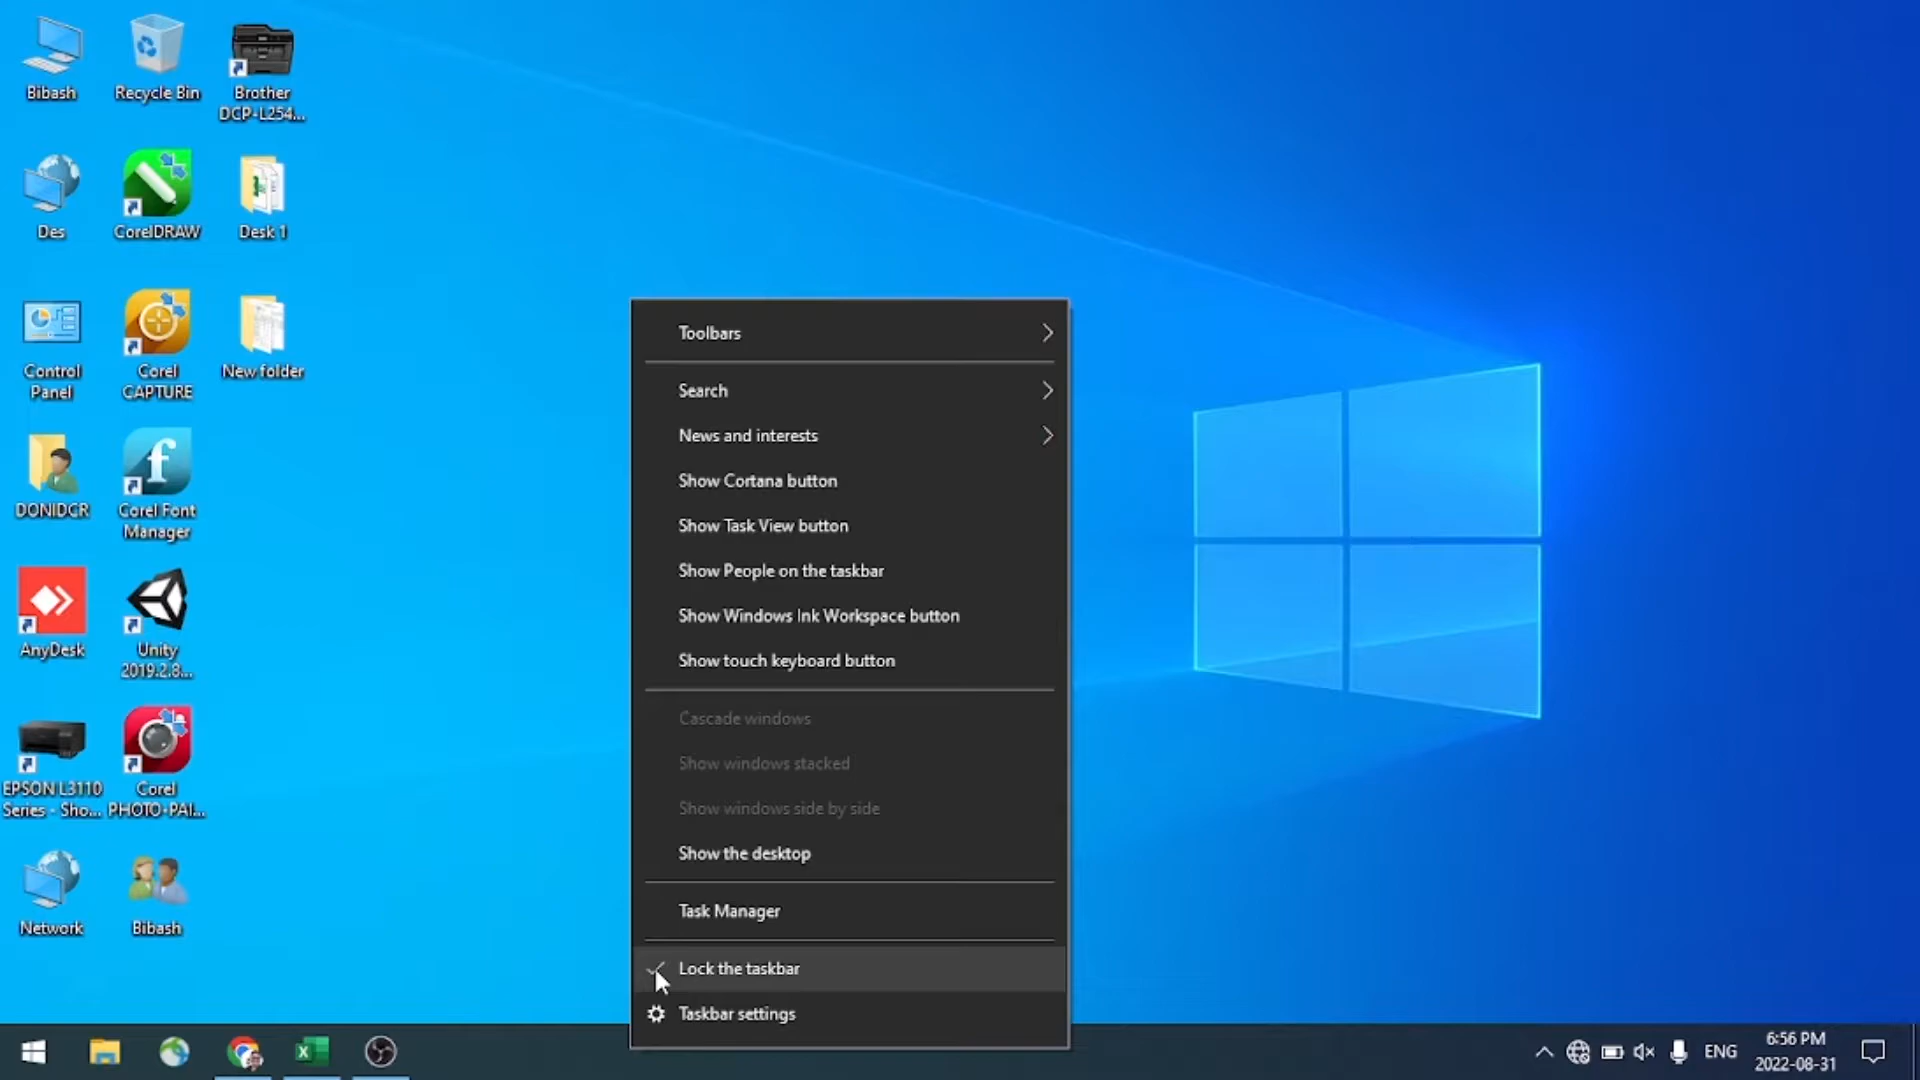 Bibash
Recycle Bin
Brother
DCP-L254...
Des
CorelDRAW
Desk 1
Control
Panel
Corel
CAPTURE
New folder
DONIDCR
Corel Font
Manager
AnyDesk
Unity
2019.2.8...
EPSON L3110
Series - Sho...
Corel
PHOTO-PAI...
Network
Bibash
Toolbars
Search
News and interests
Show Cortana button
Show Task View button
Show People on the taskbar
Show Windows Ink Workspace button
Show touch keyboard button
Cascade windows
Show windows stacked
Show windows side by side
Show the desktop
Task Manager
Lock the taskbar
Taskbar settings
ENG
6:56 PM
2022-08-31